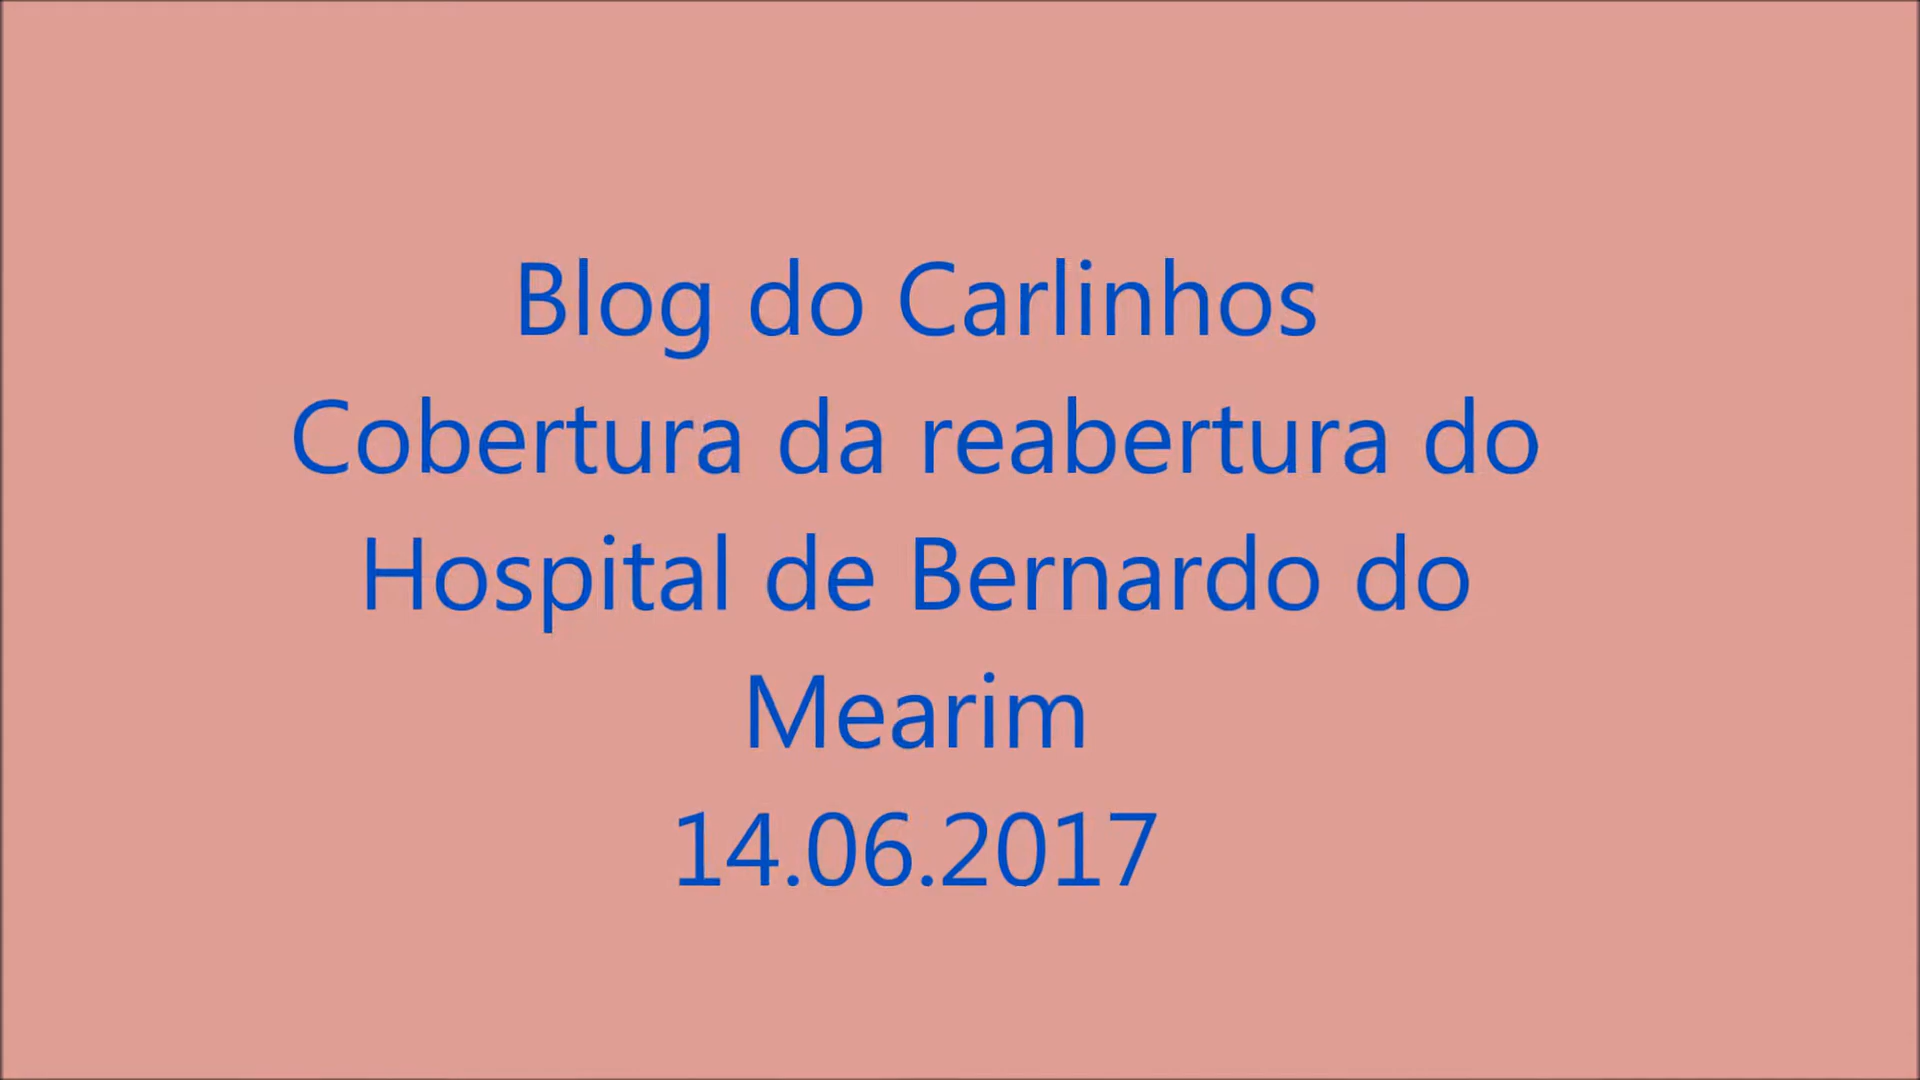 Blog do Carlinhos
Cobertura da reabertura do
Hospital de Bernardo do
Mearim
14.06.2017